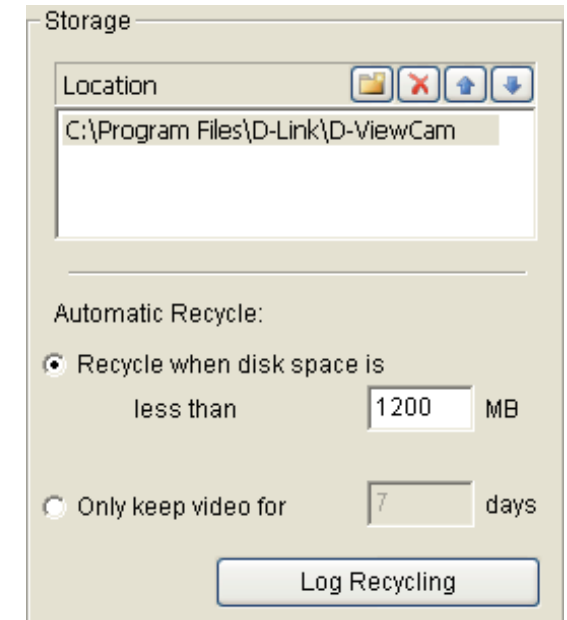 Storage
Location
C:\Program Files\D-Link\D-ViewCam
Automatic Recycle:
Recycle when disk space is
less than 1200 MB
Only keep video for 7 days
Log Recycling